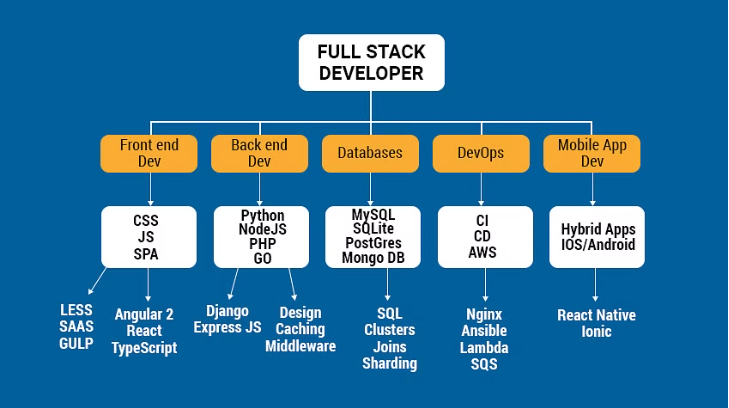 FULL STACK
DEVELOPER
Front end
Dev
Back end
Dev
Databases
DevOps
Mobile App
Dev
CSS
JS
SPA
Python
NodeJS
PHP
GO
MySQL
SQLite
PostGres
Mongo DB
CI
CD
AWS
Hybrid Apps
IOS/Android
LESS
SAAS
GULP
Angular 2
React
TypeScript
Django
Express JS
Design
Caching
Middleware
SQL
Clusters
Joins
Sharding
Nginx
Ansible
Lambda
SQS
React Native
Ionic